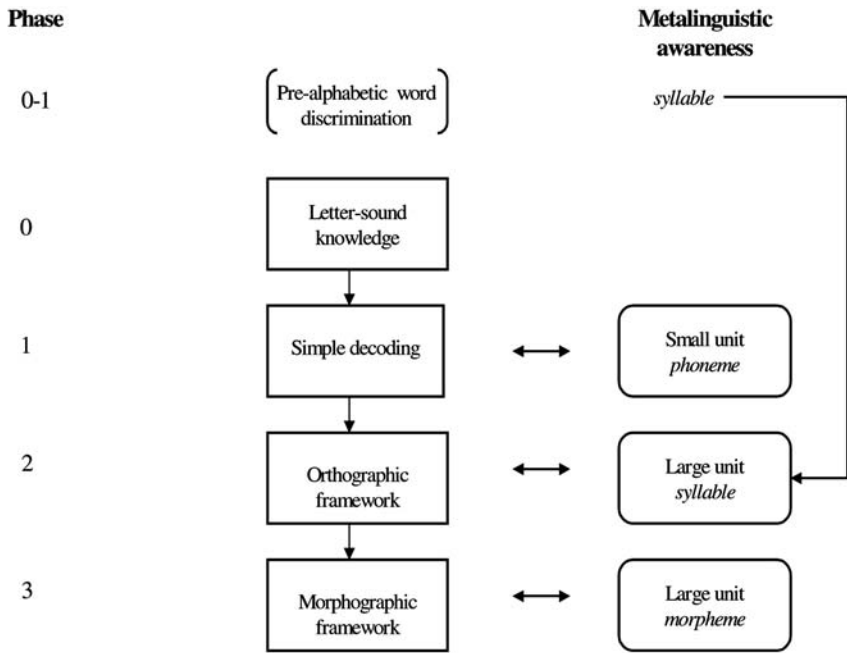 Phase
Metalinguistic
awareness
0-1
Pre-alphabetic word
discrimination
syllable
0
Letter-sound
knowledge
1
Simple decoding
Small unit
phoneme
2
Orthographic
framework
Large unit
syllable
3
Morphographic
framework
Large unit
morpheme